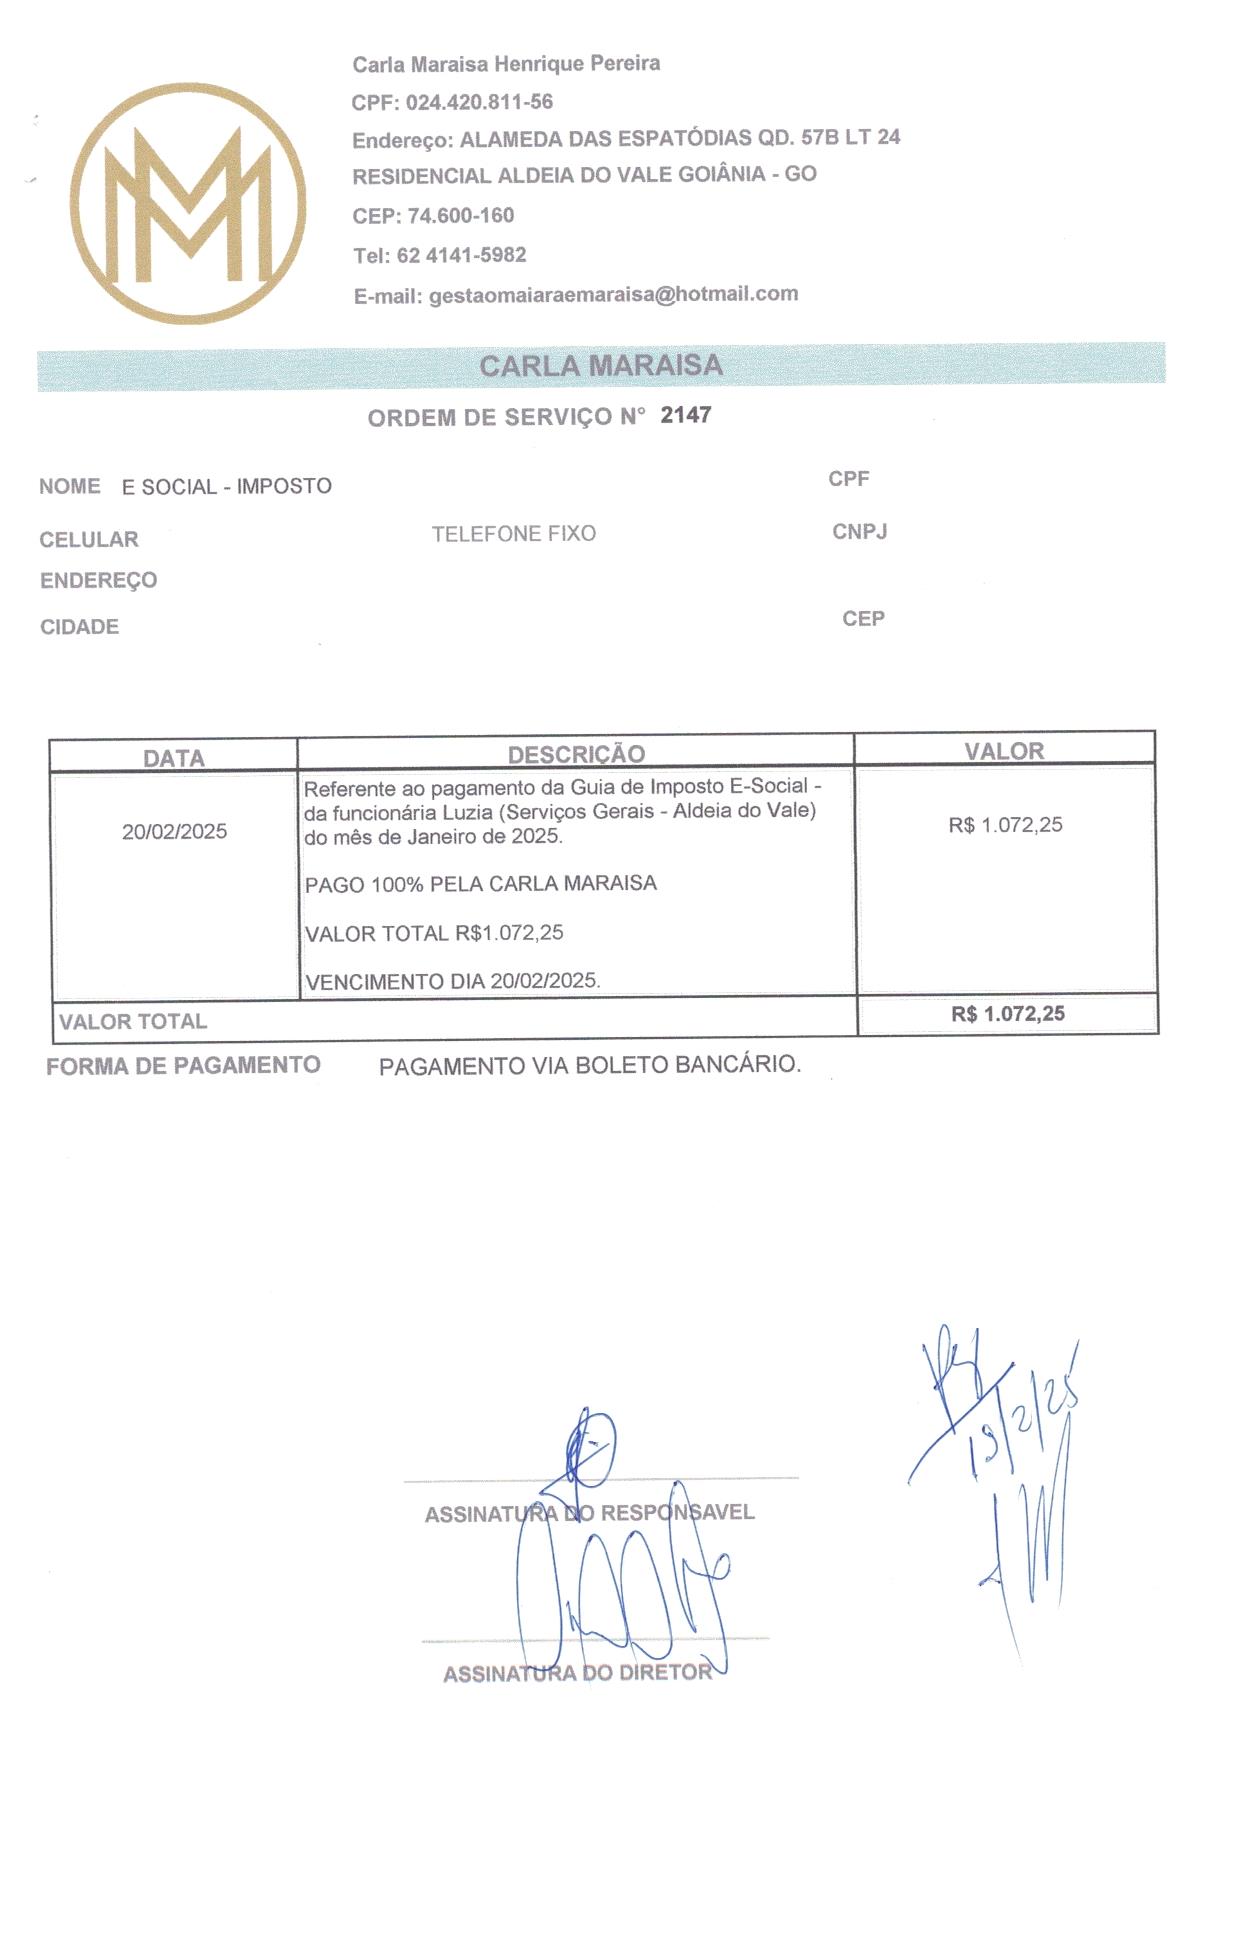 Carla Maraisa Henrique Pereira
CPF: 024.420.811-56
Endereço: ALAMEDA DAS ESPATÓDIAS QD. 57B LT 24
RESIDENCIAL ALDEIA DO VALE GOIÂNIA - GO
CEP: 74.600-160
Tel: 62 4141-5982
E-mail: gestaomaiaraemaraisa@hotmail.com
CARLA MARAISA
ORDEM DE SERVIÇO N° 2147
NOME E SOCIAL - IMPOSTO CPF
CELULAR TELEFONE FIXO CNPJ
ENDEREÇO
CIDADE CEP
DATA DESCRIÇÃO VALOR
Referente ao pagamento da Guia de Imposto E-Social -
da funcionária Luzia (Serviços Gerais - Aldeia do Vale)
do mês de Janeiro de 2025.
20/02/2025 R$ 1.072,25
PAGO 100% PELA CARLA MARAISA
VALOR TOTAL R$1.072,25
VENCIMENTO DIA 20/02/2025.
VALOR TOTAL R$ 1.072,25
FORMA DE PAGAMENTO PAGAMENTO VIA BOLETO BANCÁRIO.
19/2/25
ASSINATURA DO RESPONSAVEL
ASSINATURA DO DIRETOR